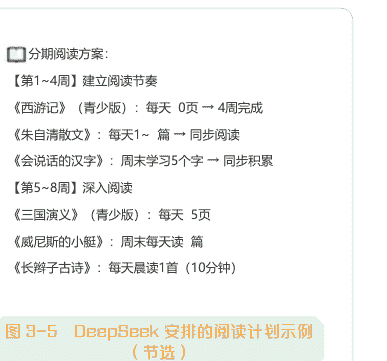 分期阅读方案：
【第1~4周】建立阅读节奏
《西游记》（青少版）：每天 0页 → 4周完成
《朱自清散文》：每天1~ 篇 → 同步阅读
《会说话的汉字》：周末学习5个字 → 同步积累
【第5~8周】深入阅读
《三国演义》（青少版）：每天 5页
《威尼斯的小艇》：周末每天读 篇
《长辫子古诗》：每天晨读1首（10分钟）
图 3-5 DeepSeek 安排的阅读计划示例
（节选）